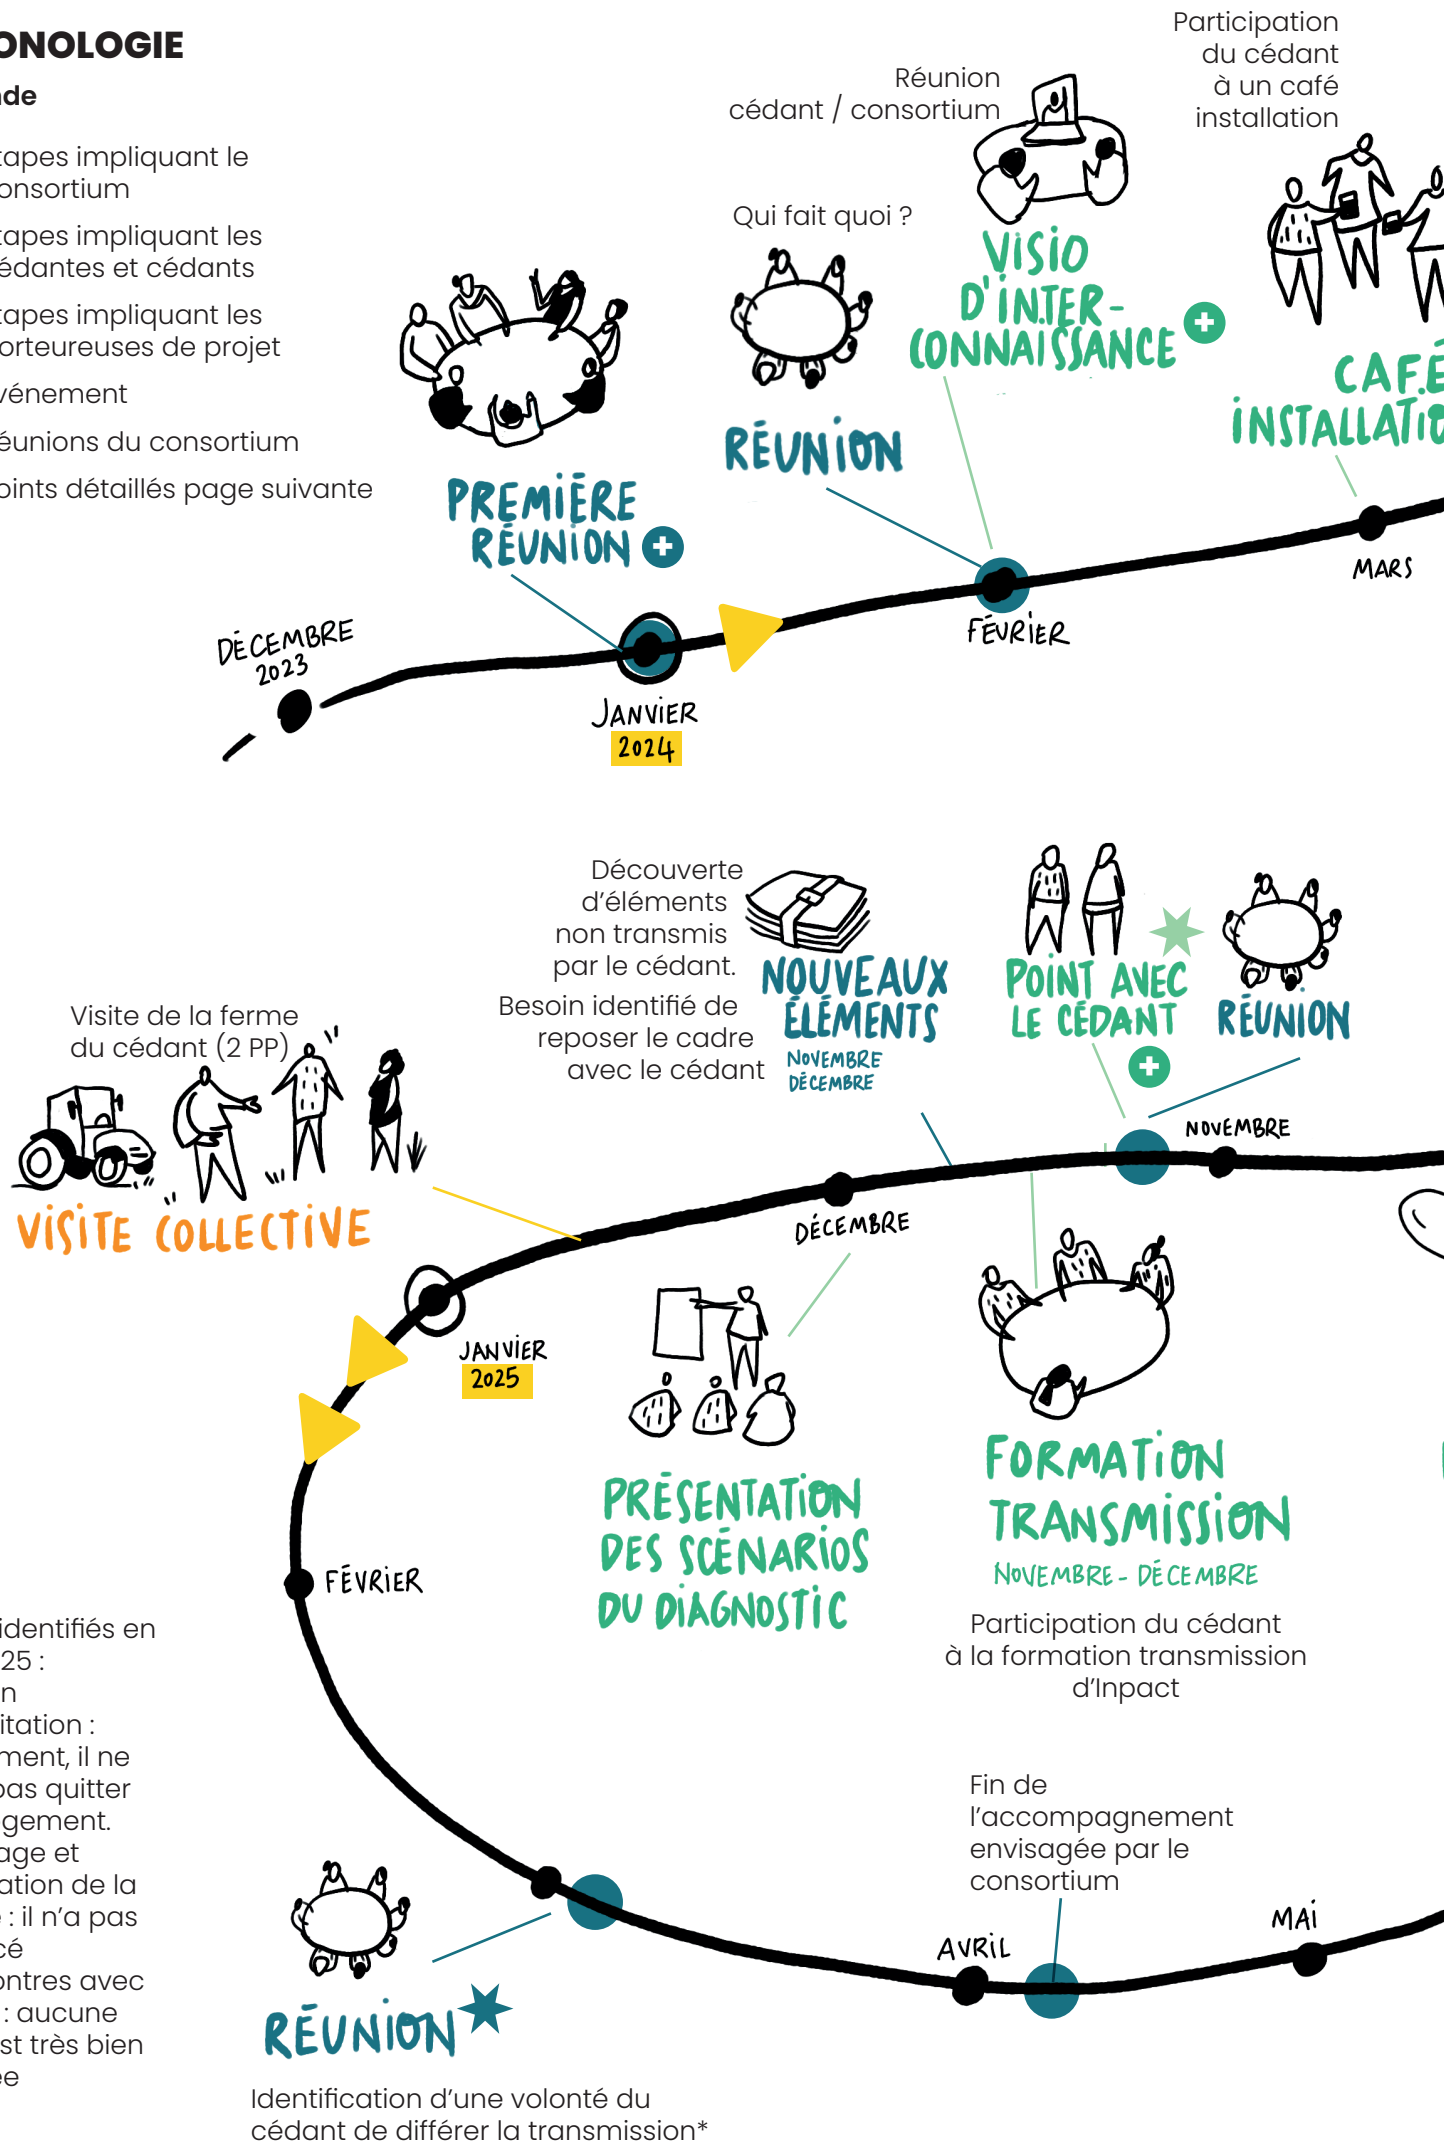 ONOLOGIE
nde
tapes impliquant le
onsortium
tapes impliquant les
édantes et cédants
tapes impliquant les
orteureuses de projet
vénement
éunions du consortium
oints détaillés page suivante
PREMIÈRE
RÉUNION
Qui fait quoi ?
RÉUNION
Réunion
cédant / consortium
VISIO
D'INTER-
CONNAISSANCE
Participation
du cédant
à un café
installation
CAFÉ
INSTALLATIO
DÉCEMBRE
2023
JANVIER
2024
FÉVRIER
MARS
Visite de la ferme
du cédant (2 PP)
VISITE COLLECTIVE
Découverte
d'éléments
non transmis
par le cédant.
Besoin identifié de
reposer le cadre
avec le cédant
NOUVEAUX
ÉLÉMENTS
NOVEMBRE
DÉCEMBRE
POINT AVEC
LE CÉDANT
RÉUNION
NOVEMBRE
DÉCEMBRE
JANVIER
2025
PRÉSENTATION
DES SCÉNARIOS
DU DIAGNOSTIC
FORMATION
TRANSMISSION
NOVEMBRE - DÉCEMBRE
Participation du cédant
à la formation transmission
d'Inpact
FÉVRIER
identifiés en
25 :
n
itation :
ment, il ne
pas quitter
gement.
age et
ation de la
: il n'a pas
cé
ontres avec
: aucune
st très bien
ée
RÉUNION
Identification d'une volonté du
cédant de différer la transmission*
Fin de
l'accompagnement
envisagée par le
consortium
AVRIL
MAI